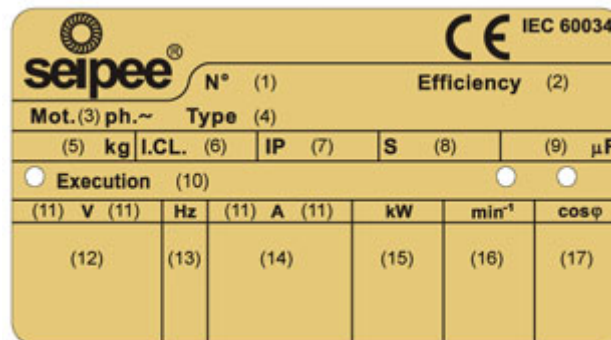 CE IEC 60034
seipee®
N° (1) Efficiency (2)
Mot.(3) ph.~ Type (4)
(5) kg I.CL. (6) IP (7) S (8) (9) µF
Execution (10)
(11) V (11) Hz (11) A (11) kW min⁻¹ cosφ
(12) (13) (14) (15) (16) (17)